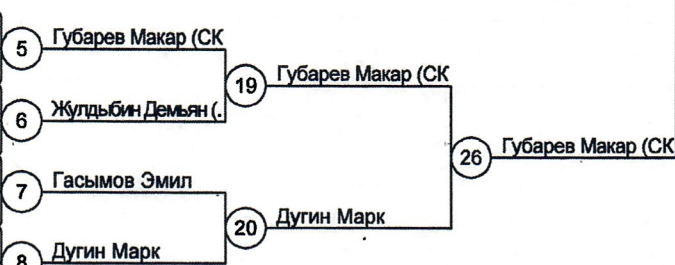 5 Губарев Макар (СК
19 Губарев Макар (СК
6 Жулдыбин Демьян (.
26 Губарев Макар (СК
7 Гасымов Эмил
20 Дугин Марк
8 Дугин Марк